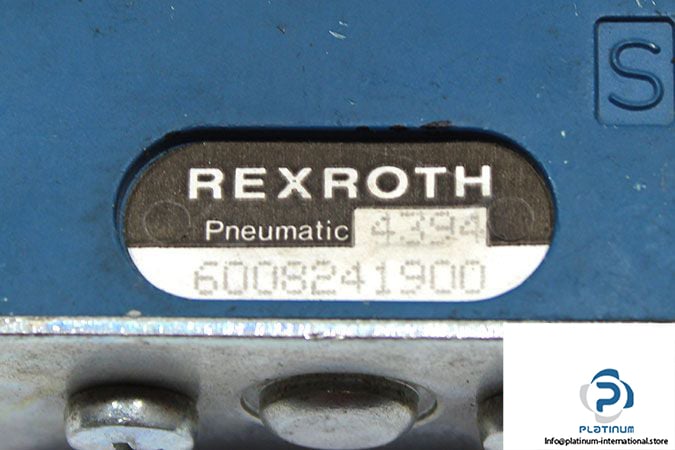 S
REXROTH
Pneumatic 4394
6008241900
PLATINUM
Info@platinum-international.store